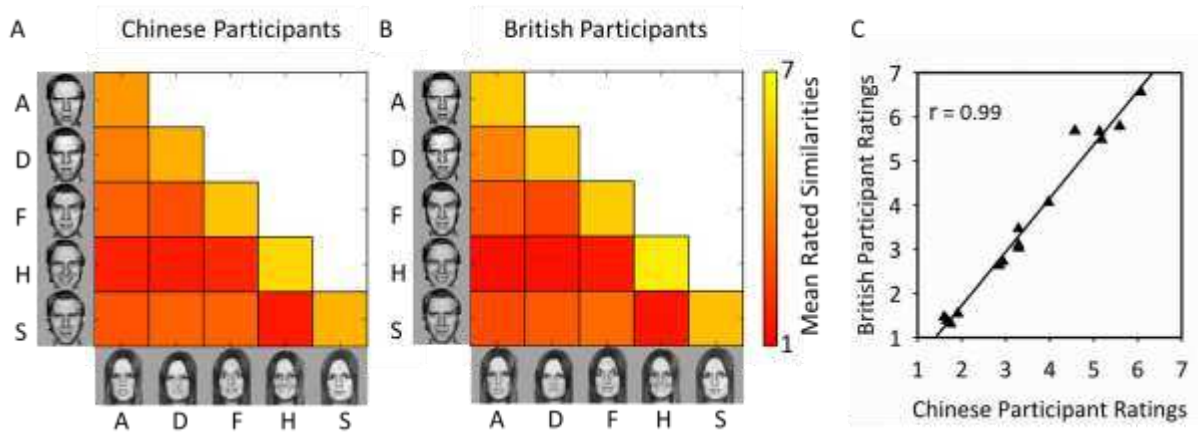 A Chinese Participants
A
D
F
H
S
A D F H S
B British Participants
A
D
F
H
S
A D F H S
7
Mean Rated Similarities
1
C
r = 0.99
British Participant Ratings
7
6
5
4
3
2
1
1 2 3 4 5 6 7
Chinese Participant Ratings